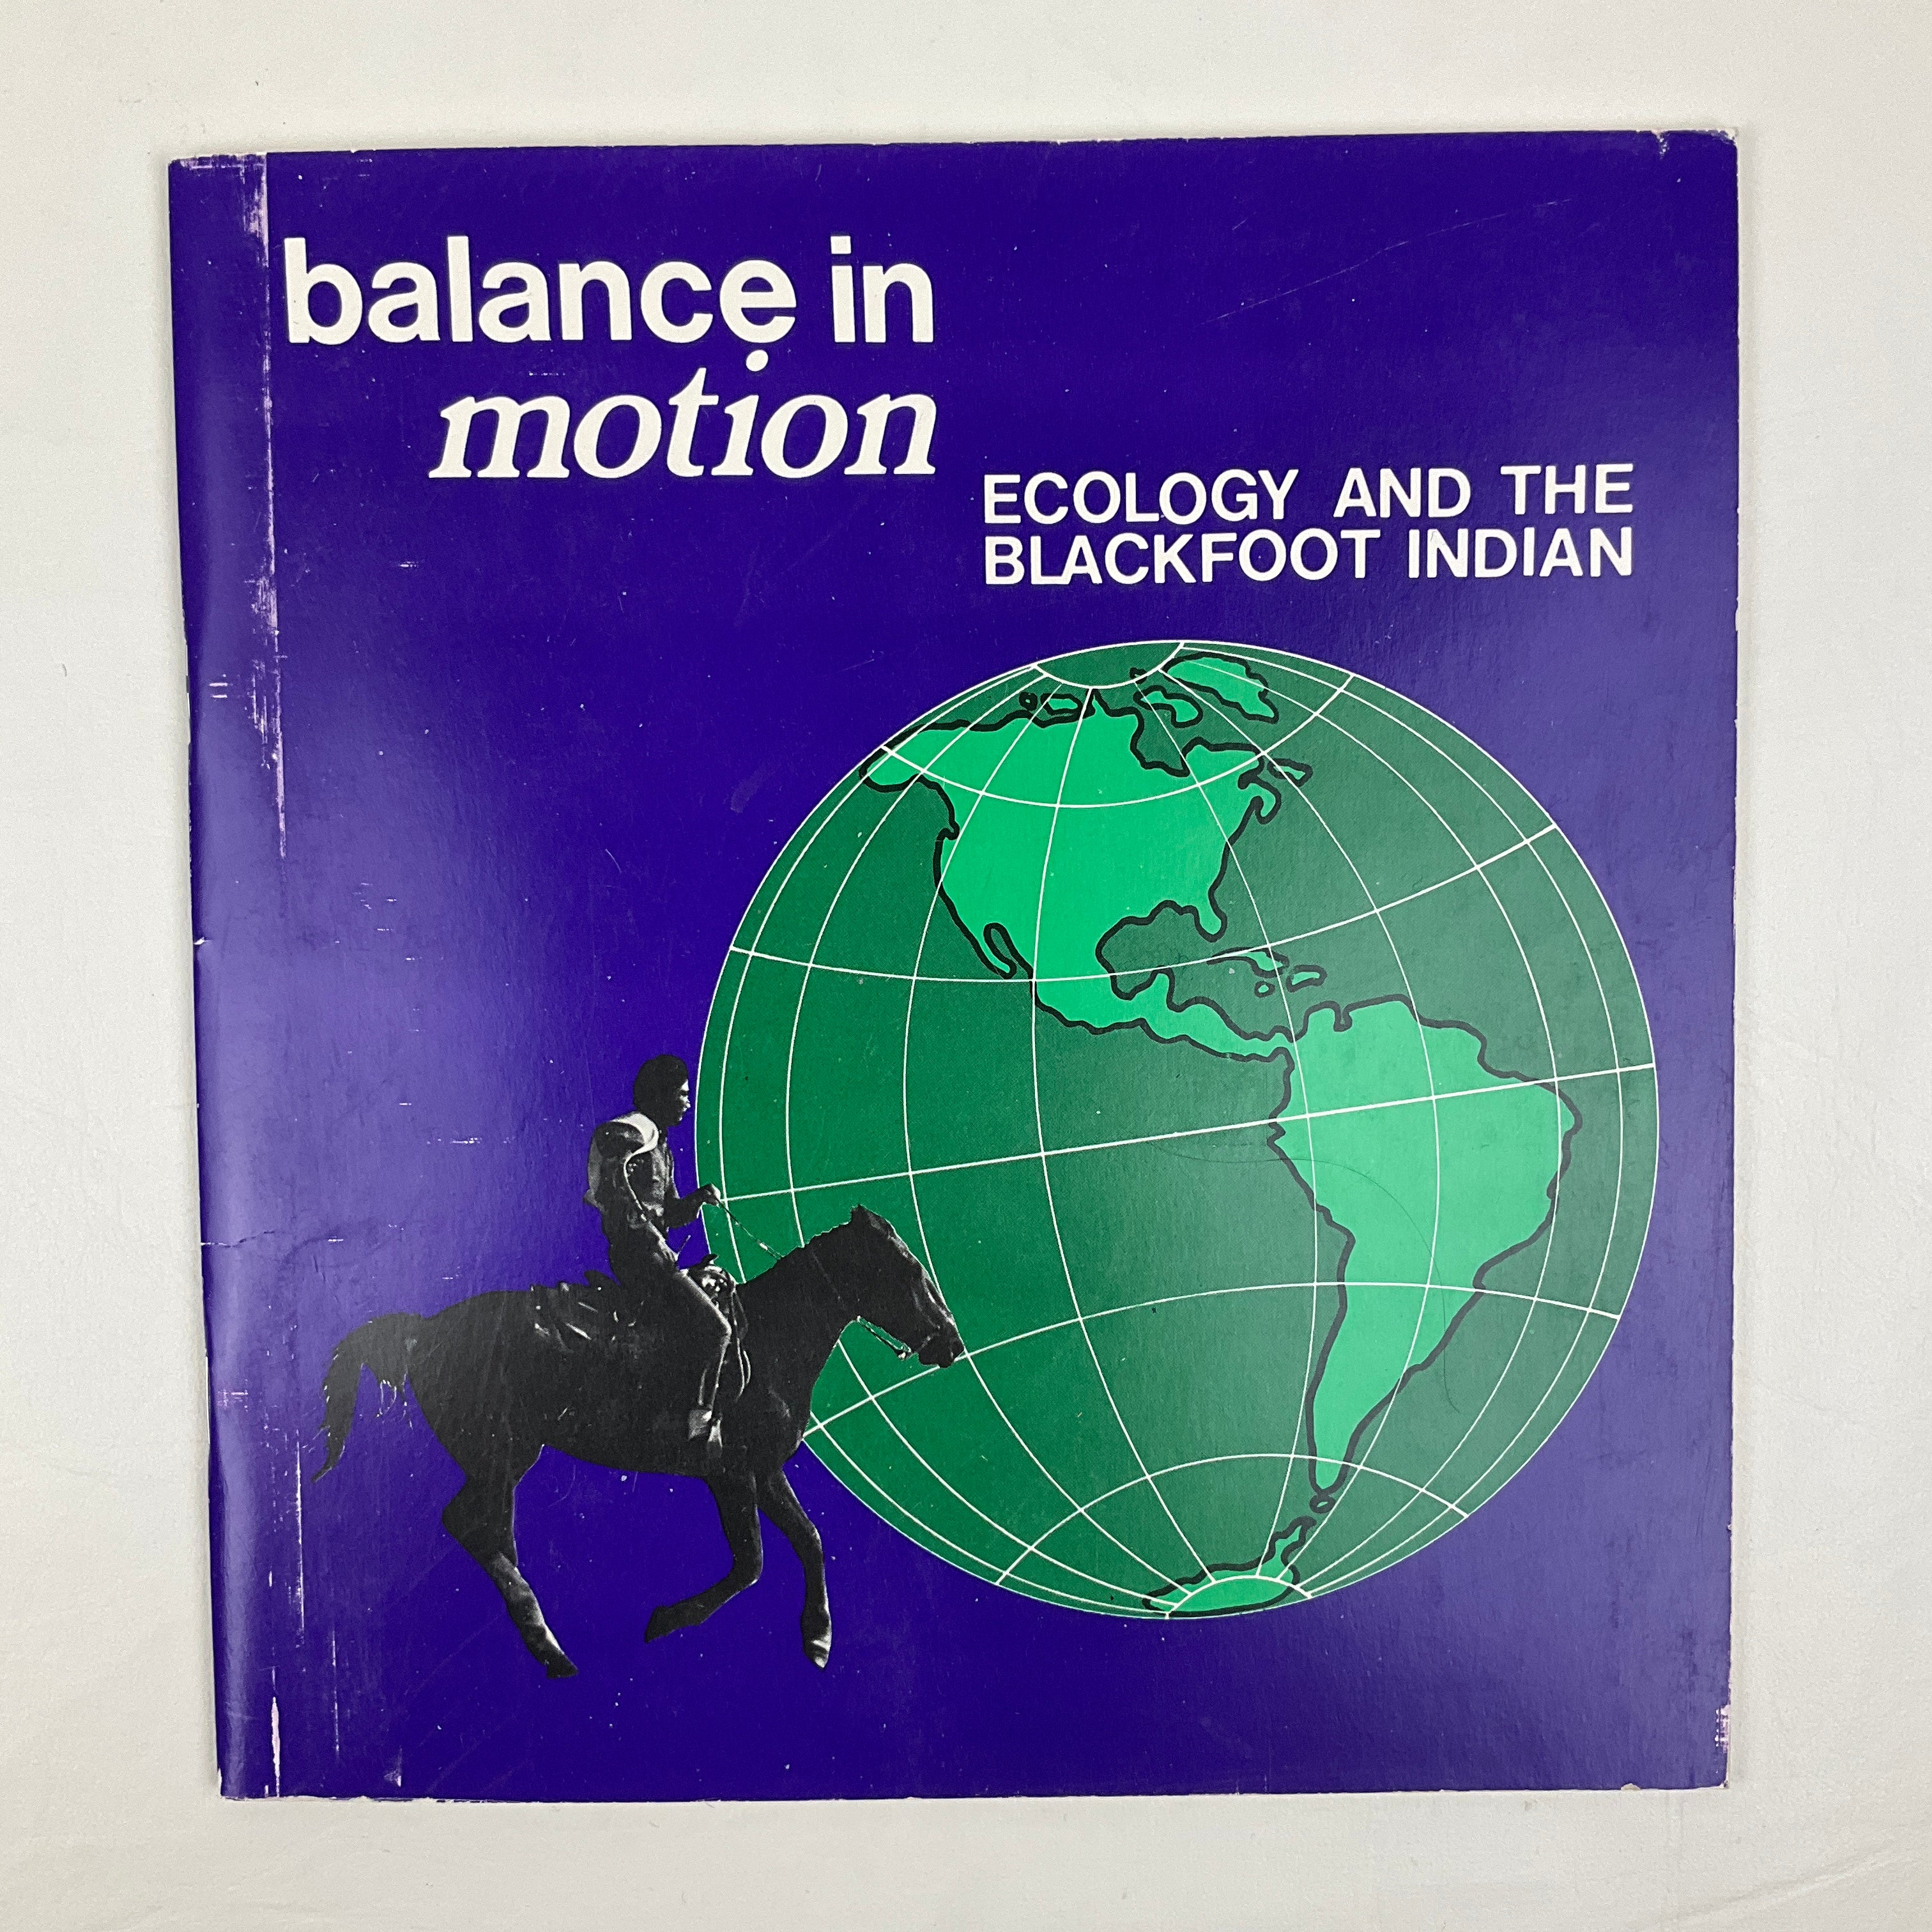 balance in
motion
ECOLOGY AND THE
BLACKFOOT INDIAN